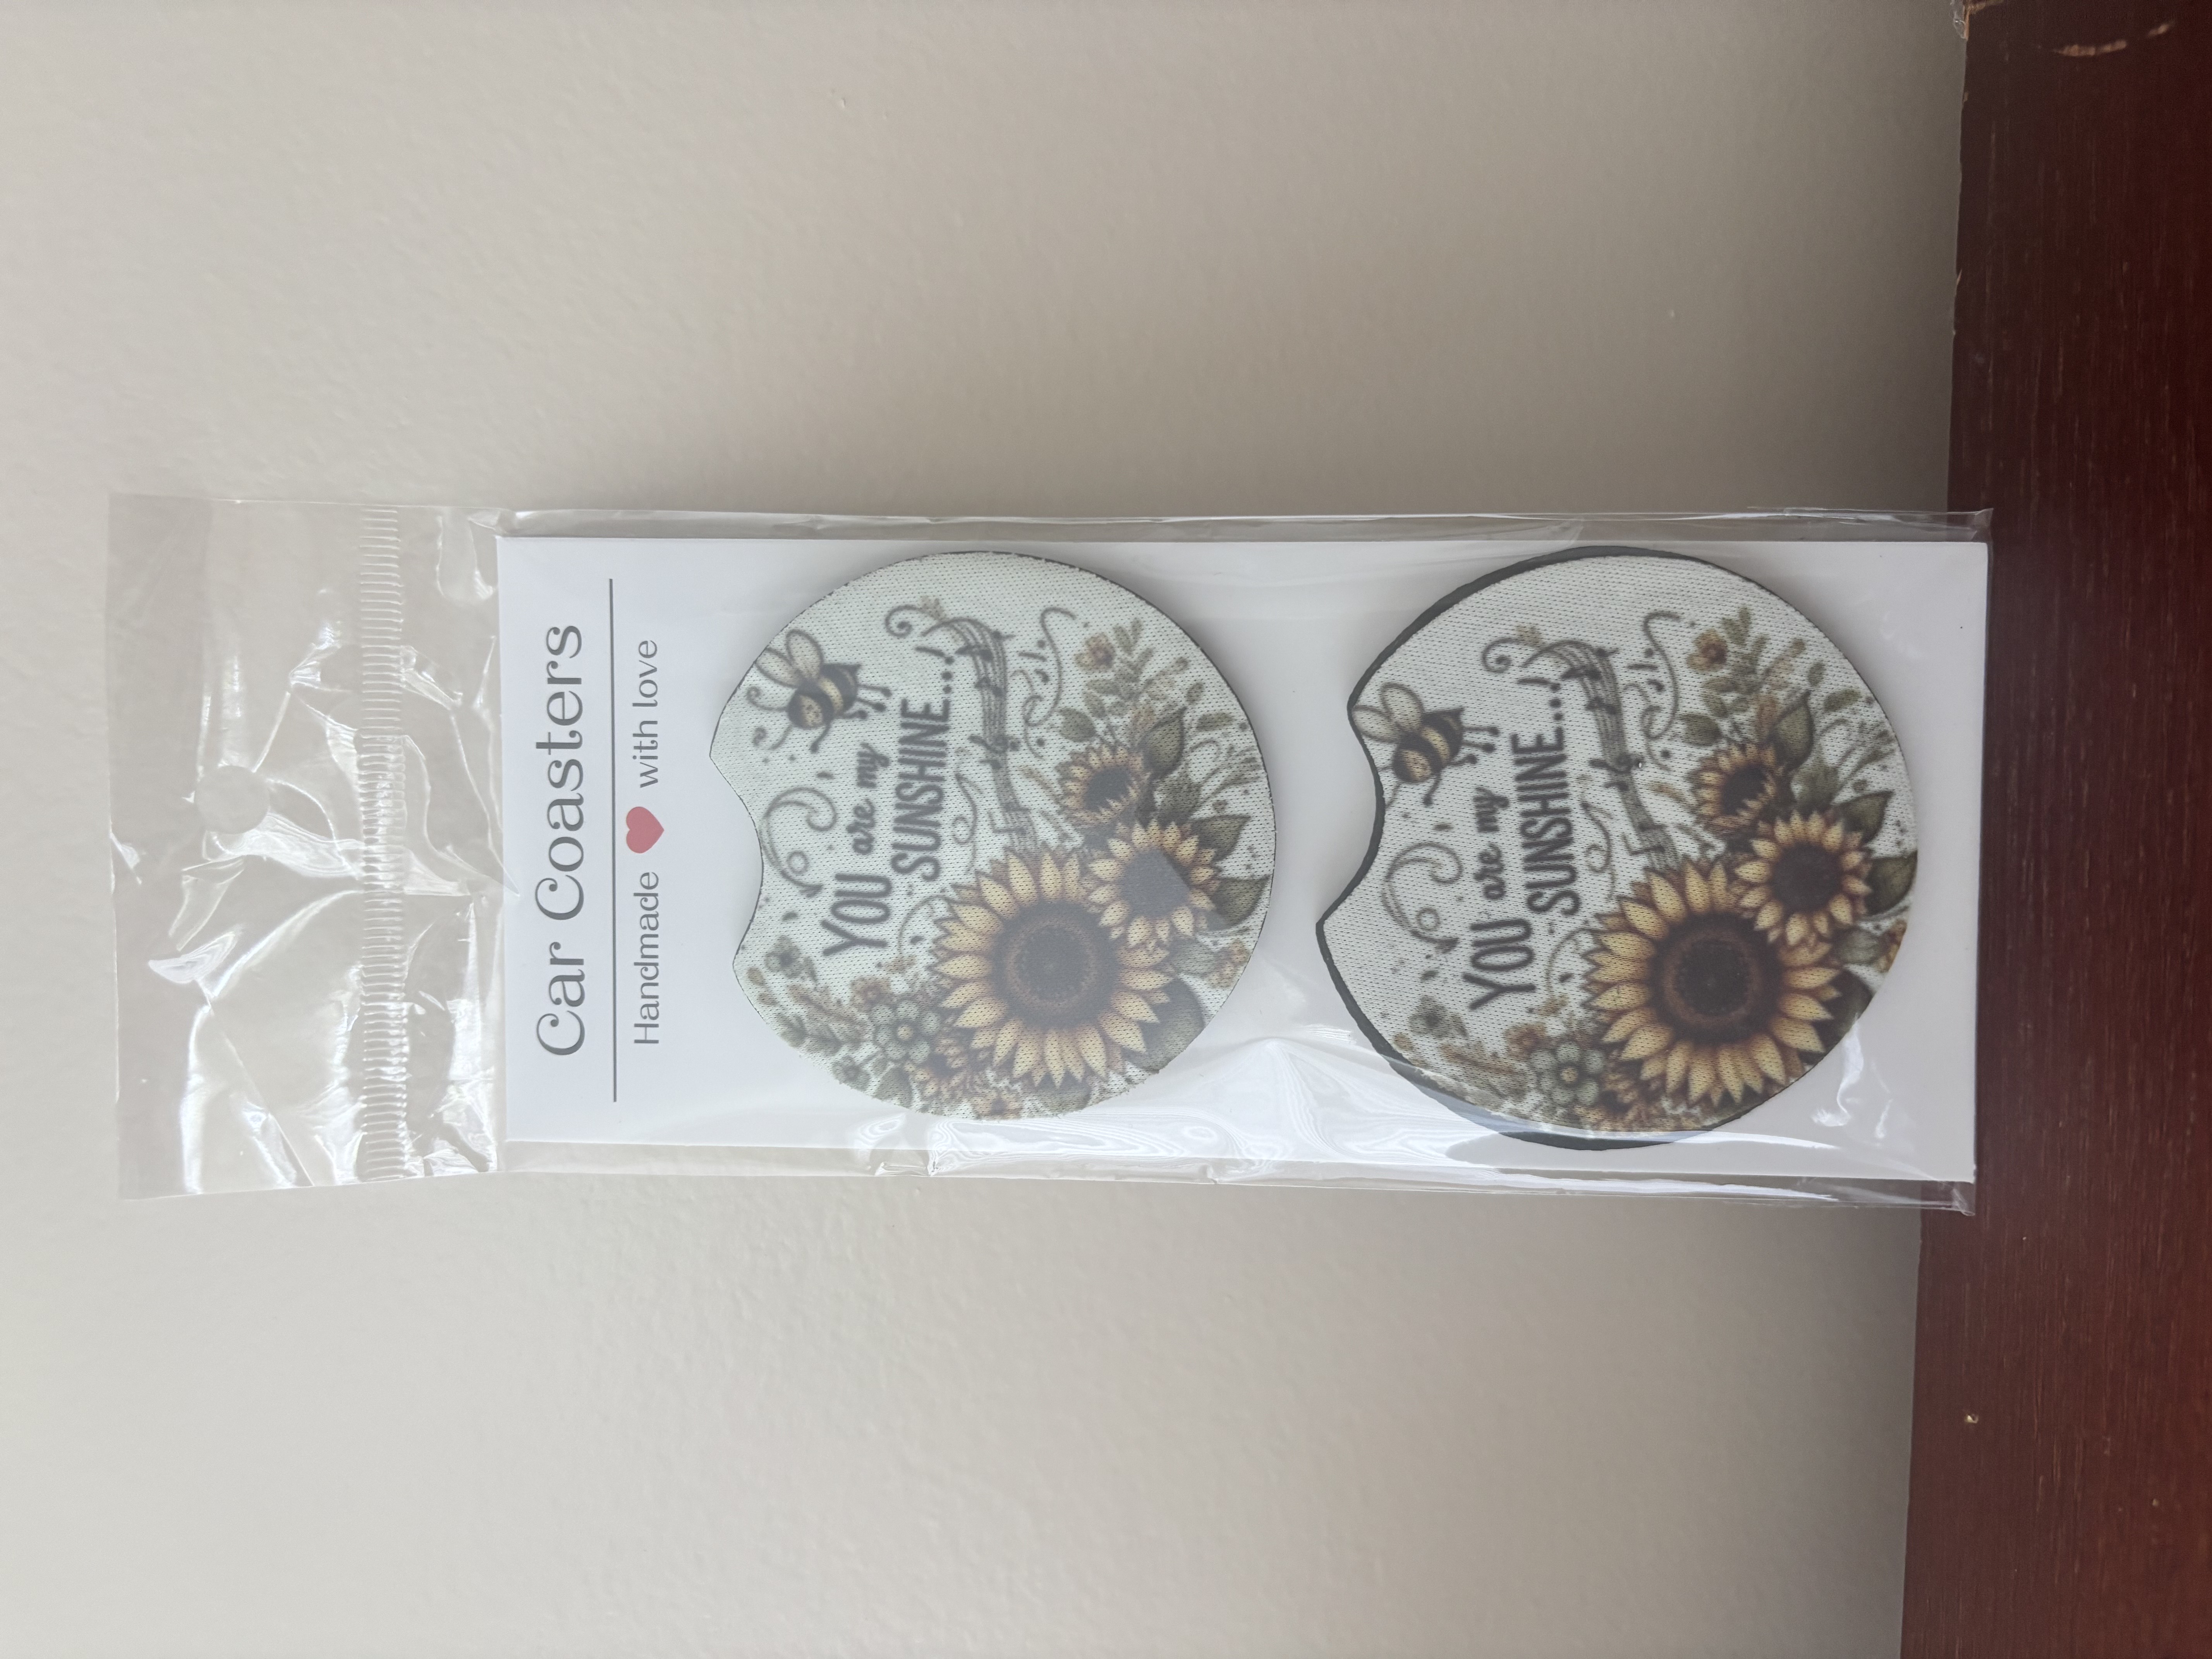 Car Coasters
Handmade ❤ with love
YOU are my
SUNSHINE...
YOU are my
SUNSHINE...